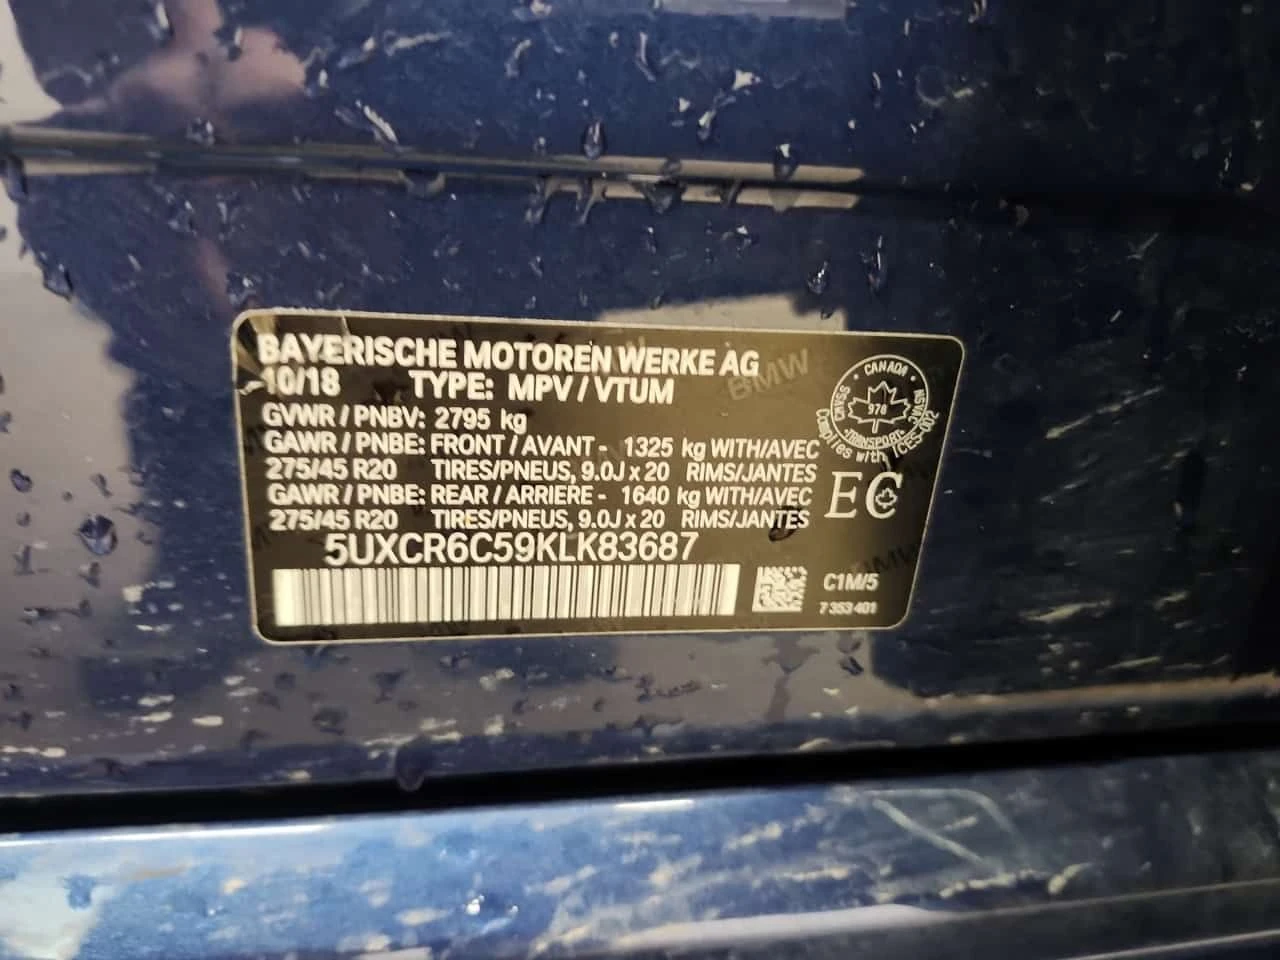 BAYERISCHE MOTOREN WERKE AG
10/18 TYPE: MPV / VTUM
GVWR / PNBV: 2795 kg
GAWR / PNBE: FRONT / AVANT - 1325 kg WITH/AVEC
275/45 R20 TIRES/PNEUS, 9.0J x 20 RIMS/JANTES
GAWR / PNBE: REAR / ARRIERE - 1640 kg WITH/AVEC
275/45 R20 TIRES/PNEUS, 9.0J x 20 RIMS/JANTES
5UXCR6C59KLK83687
CANADA
CMVSS NSVAC
978
TRANSPORT
Complies with ICES-002
EC
C1M/5
7 353 401
BMW
BMW